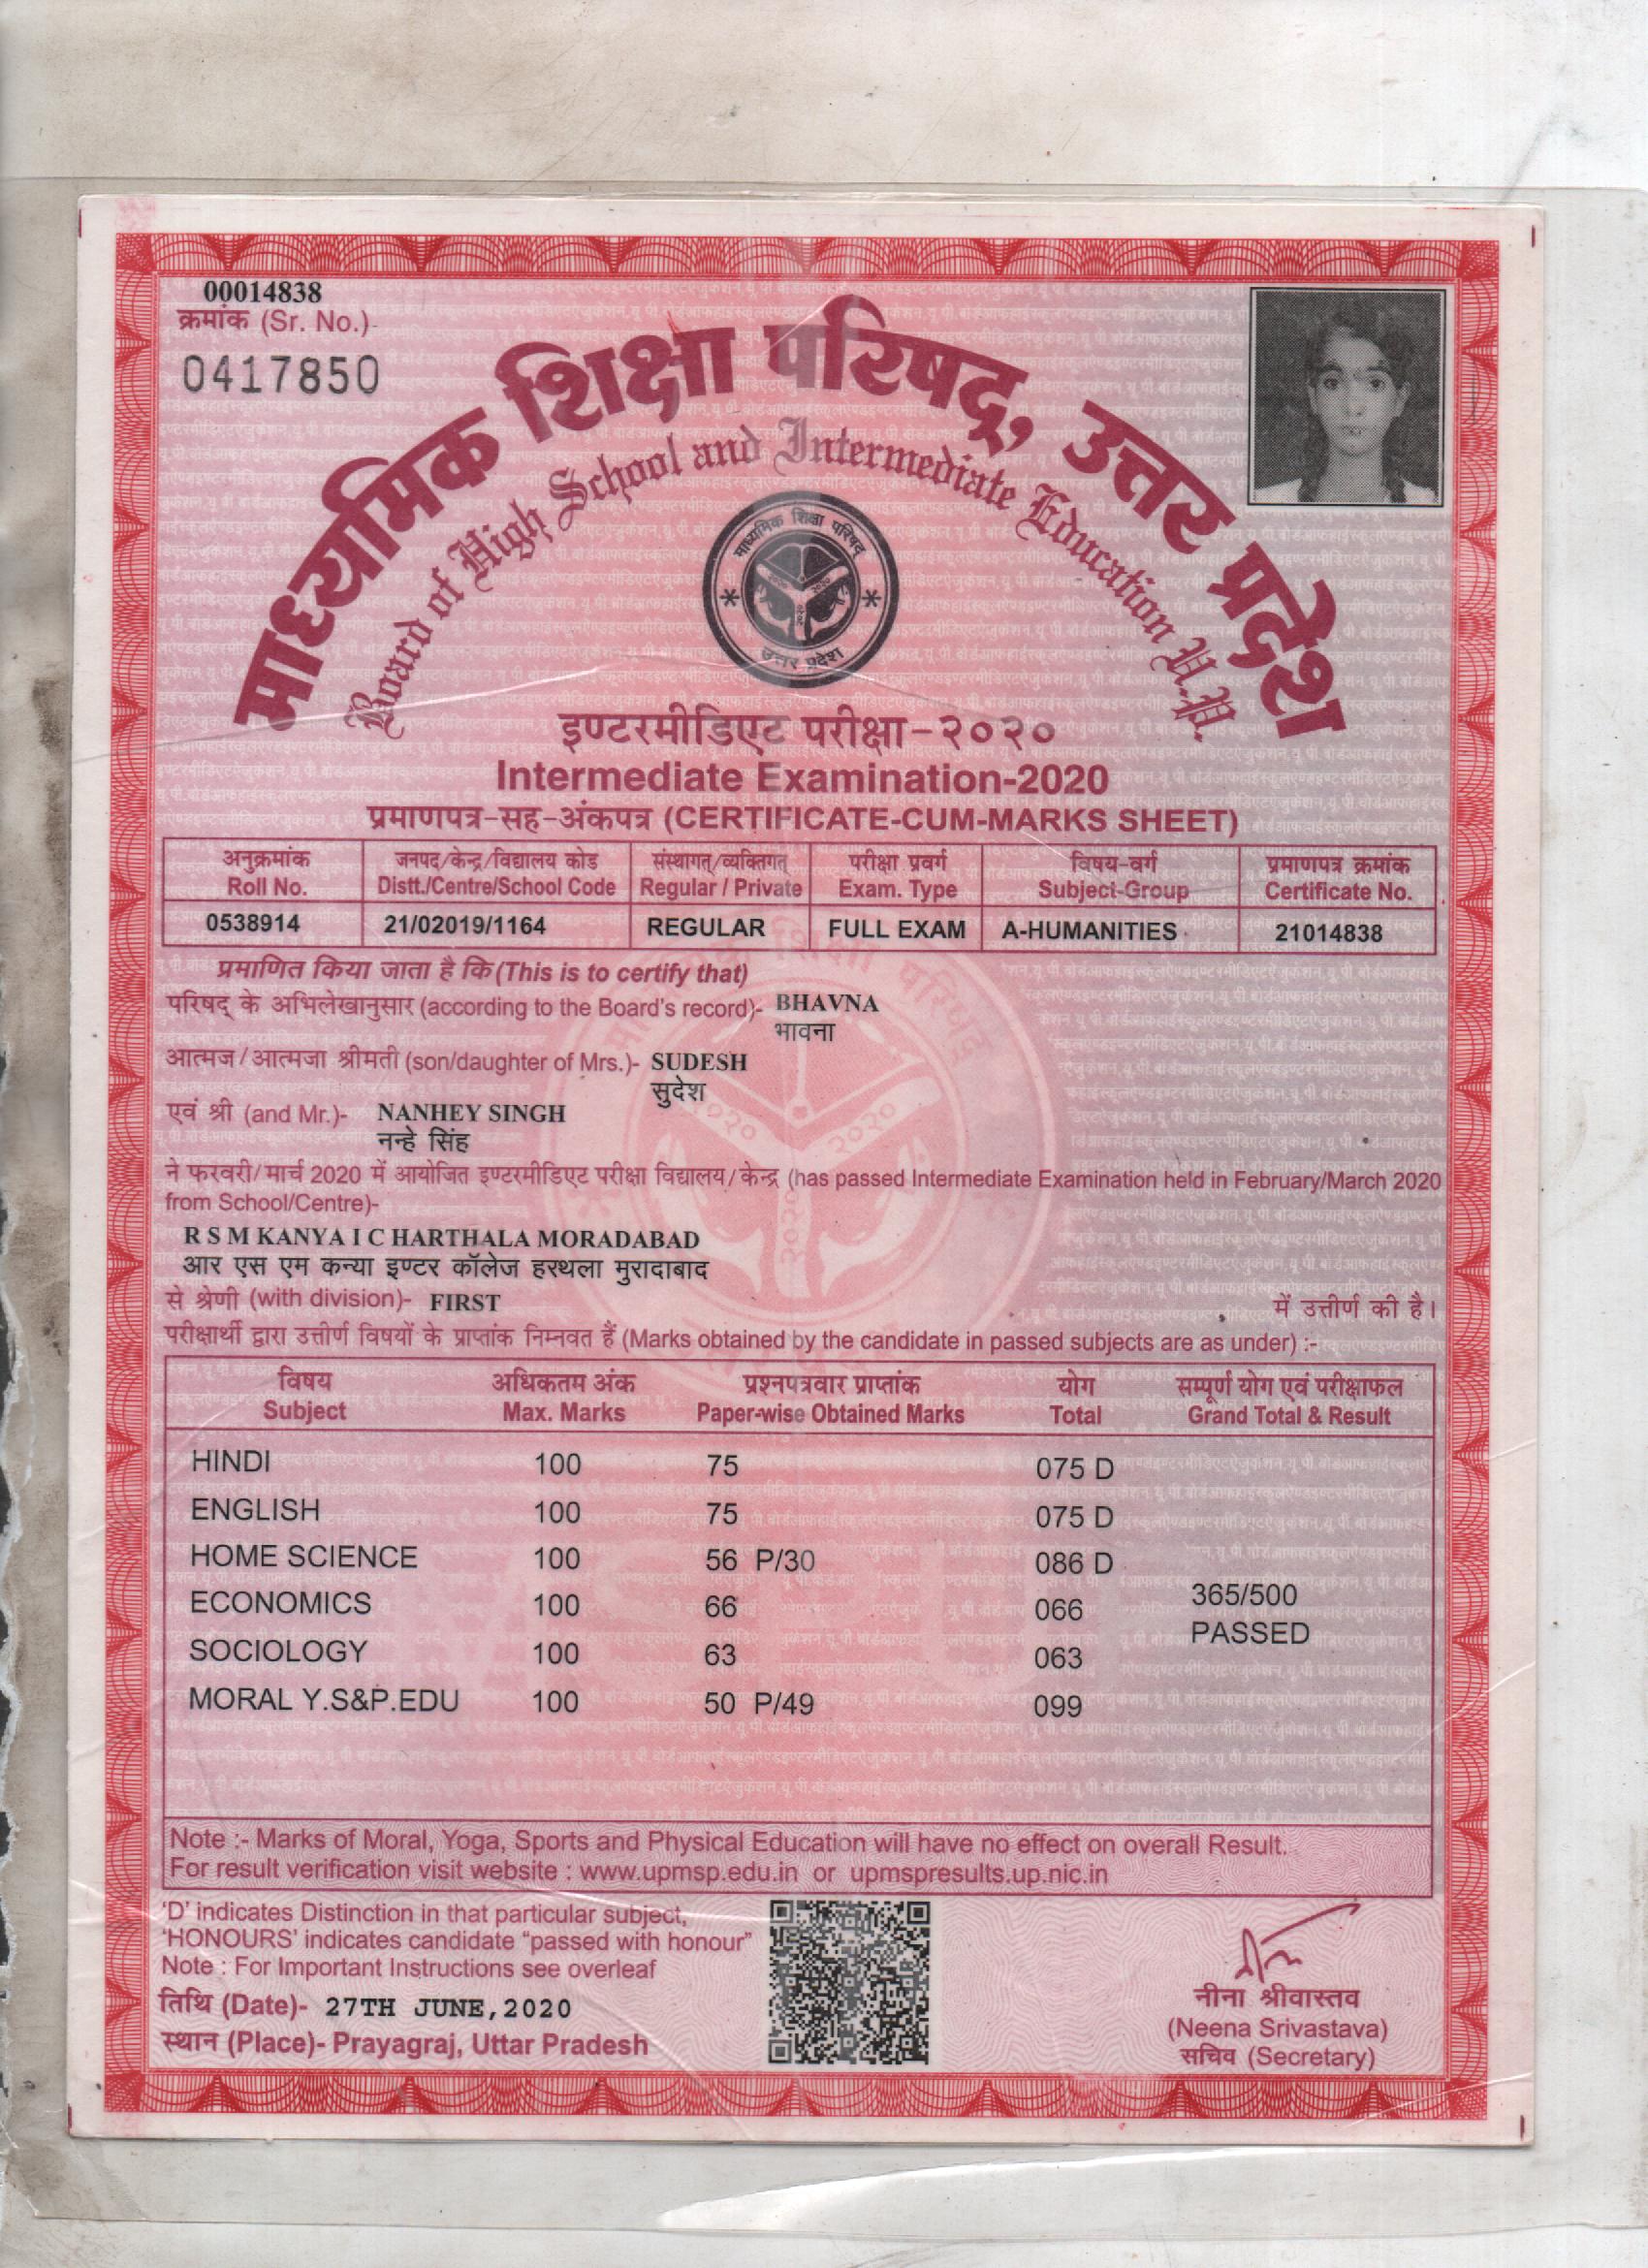 00014838
क्रमांक (Sr. No.)-
0417850
माध्यमिक शिक्षा परिषद्, उत्तर प्रदेश
Board of High School and Intermediate Education U.P.
माध्यमिक शिक्षा परिषद्
उत्तर प्रदेश
इण्टरमीडिएट परीक्षा-२०२०
Intermediate Examination-2020
प्रमाणपत्र-सह-अंकपत्र (CERTIFICATE-CUM-MARKS SHEET)
अनुक्रमांक जनपद/केन्द्र/विद्यालय कोड संस्थागत्/व्यक्तिगत् परीक्षा प्रवर्ग विषय-वर्ग प्रमाणपत्र क्रमांक
Roll No. Distt./Centre/School Code Regular / Private Exam. Type Subject-Group Certificate No.
0538914 21/02019/1164 REGULAR FULL EXAM A-HUMANITIES 21014838
प्रमाणित किया जाता है कि (This is to certify that)
परिषद् के अभिलेखानुसार (according to the Board's record)- BHAVNA
भावना
आत्मज/आत्मजा श्रीमती (son/daughter of Mrs.)- SUDESH
सुदेश
एवं श्री (and Mr.)- NANHEY SINGH
नन्हे सिंह
ने फरवरी/मार्च 2020 में आयोजित इण्टरमीडिएट परीक्षा विद्यालय/केन्द्र (has passed Intermediate Examination held in February/March 2020
from School/Centre)-
R S M KANYA I C HARTHALA MORADABAD
आर एस एम कन्या इण्टर कॉलेज हरथला मुरादाबाद
से श्रेणी (with division)- FIRST में उत्तीर्ण की है।
परीक्षार्थी द्वारा उत्तीर्ण विषयों के प्राप्तांक निम्नवत हैं (Marks obtained by the candidate in passed subjects are as under) :-
विषय अधिकतम अंक प्रश्नपत्रवार प्राप्तांक योग सम्पूर्ण योग एवं परीक्षाफल
Subject Max. Marks Paper-wise Obtained Marks Total Grand Total & Result
HINDI 100 75 075 D
ENGLISH 100 75 075 D
HOME SCIENCE 100 56 P/30 086 D
ECONOMICS 100 66 066 365/500
PASSED
SOCIOLOGY 100 63 063
MORAL Y.S&P.EDU 100 50 P/49 099
Note :- Marks of Moral, Yoga, Sports and Physical Education will have no effect on overall Result.
For result verification visit website : www.upmsp.edu.in or upmspresults.up.nic.in
'D' indicates Distinction in that particular subject,
'HONOURS' indicates candidate "passed with honour"
Note : For Important Instructions see overleaf
तिथि (Date)- 27TH JUNE,2020
स्थान (Place)- Prayagraj, Uttar Pradesh
नीना श्रीवास्तव
(Neena Srivastava)
सचिव (Secretary)